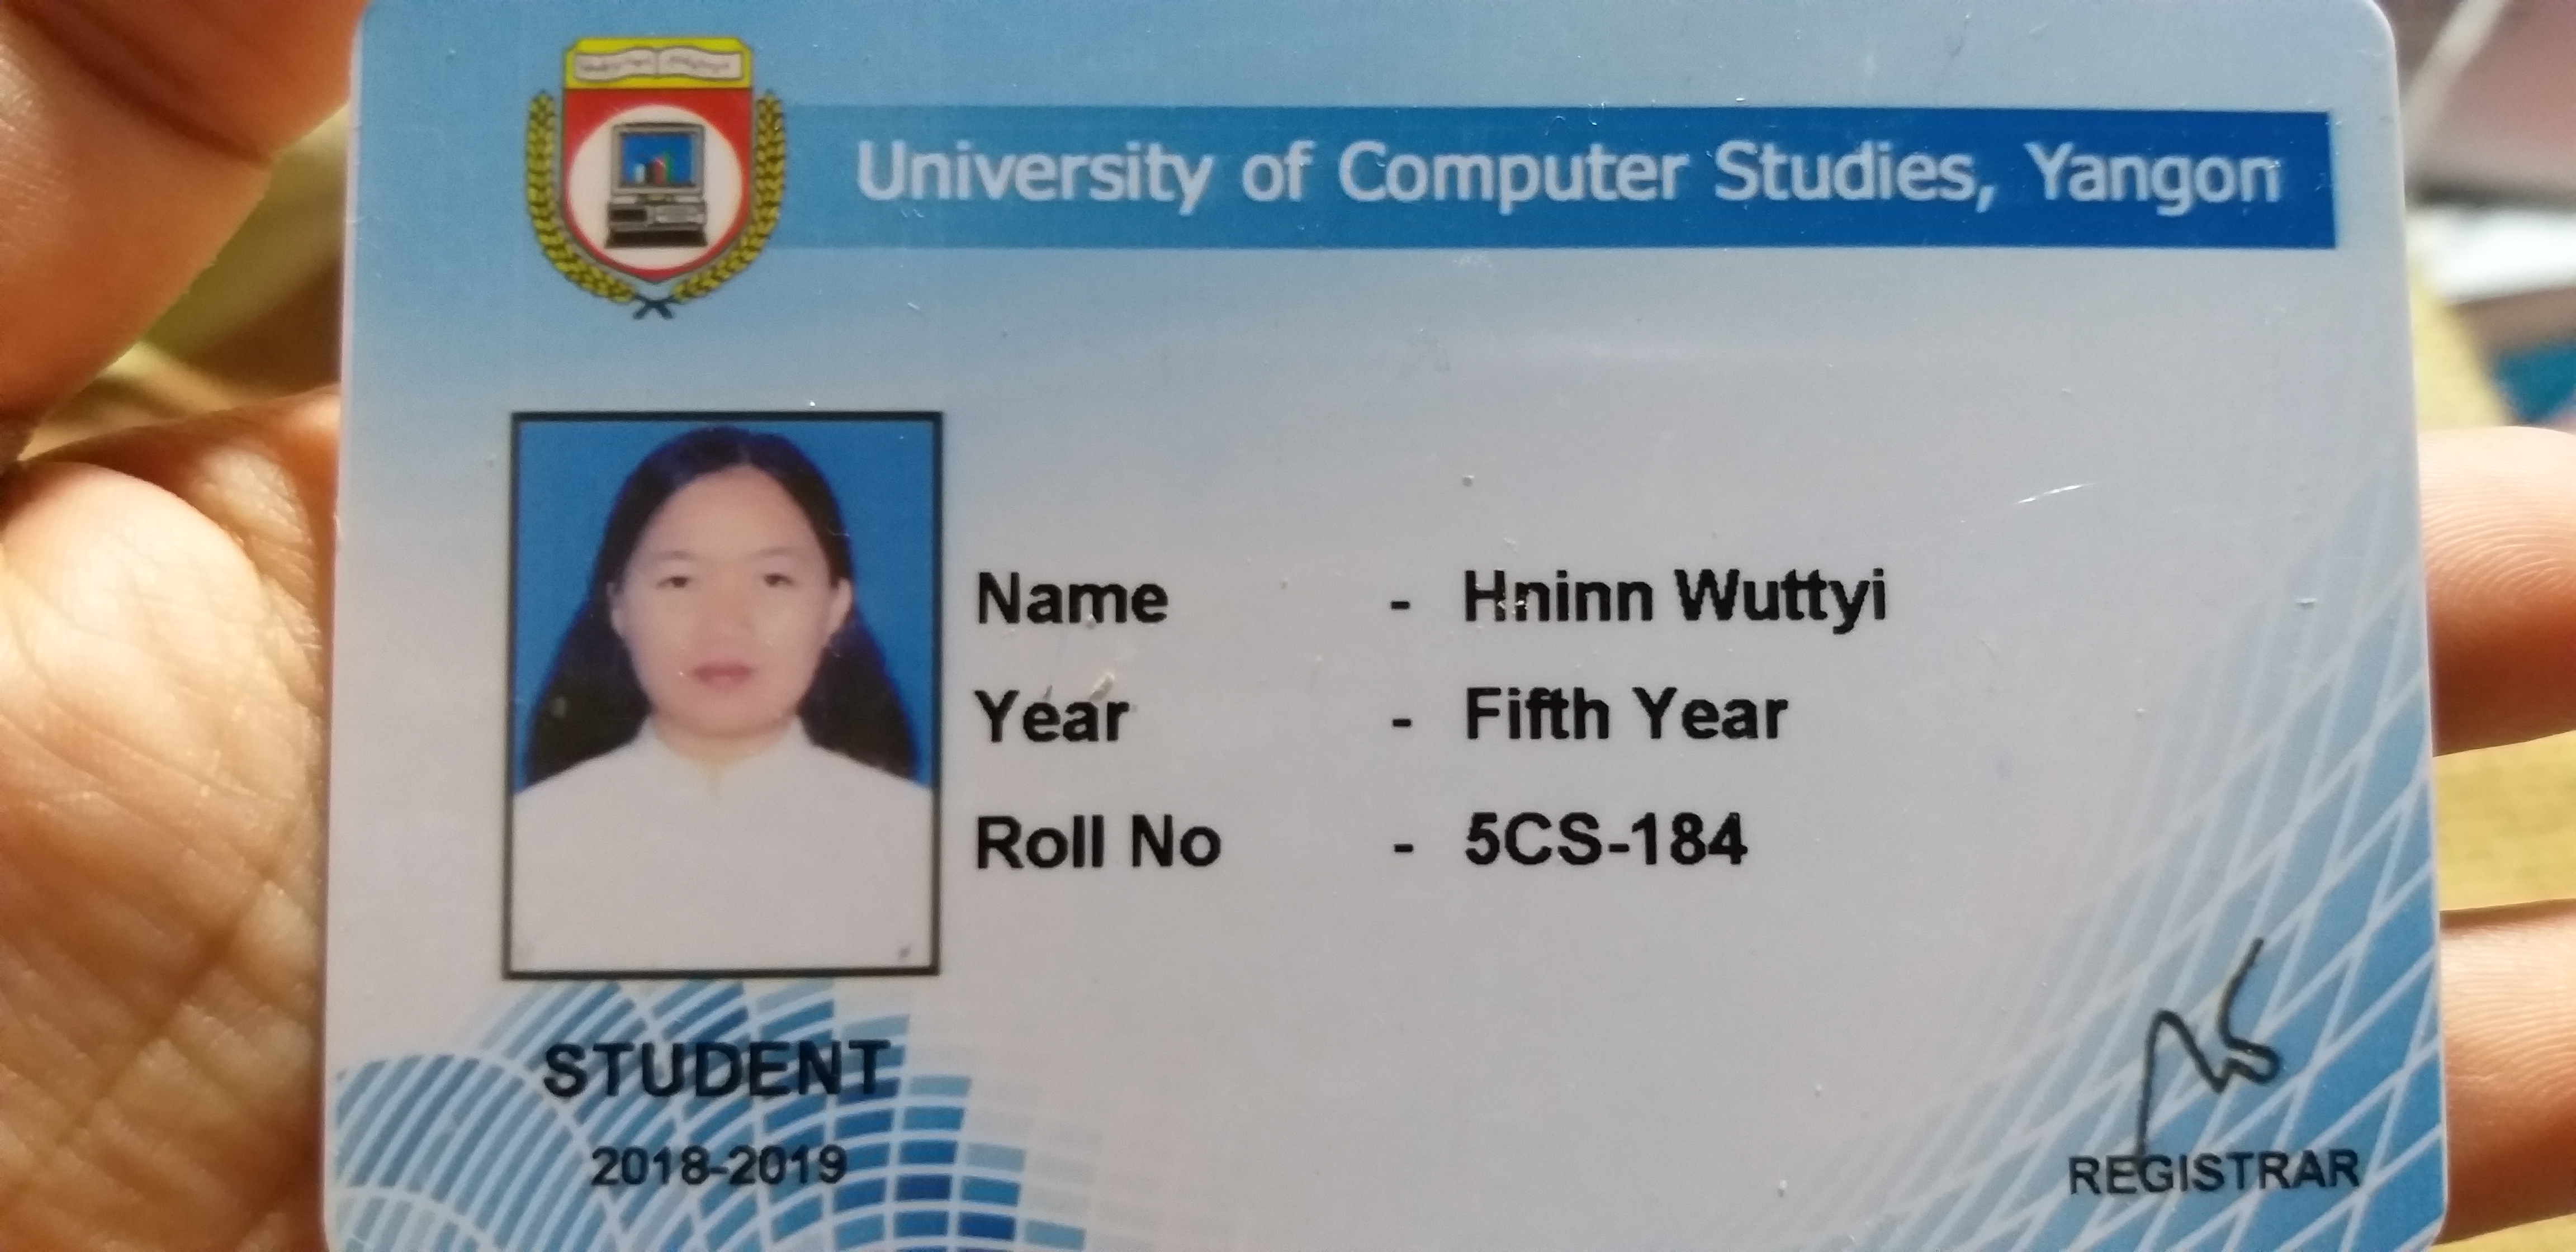 University of Computer Studies, Yangon
Name - Hninn Wuttyi
Year - Fifth Year
Roll No - 5CS-184
STUDENT
2018-2019
REGISTRAR